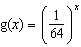 g(x) = (1/64)^x